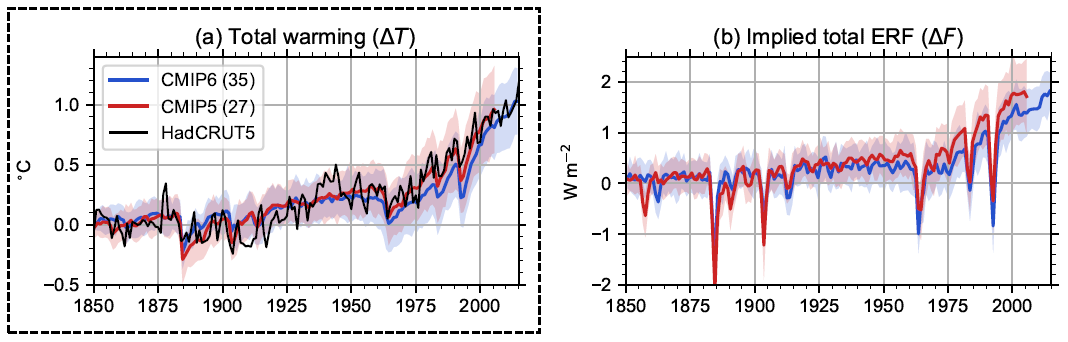 (a) Total warming (ΔT)
CMIP6 (35)
CMIP5 (27)
HadCRUT5
°C
1.0
0.5
0.0
−0.5
1850 1875 1900 1925 1950 1975 2000
(b) Implied total ERF (ΔF)
W m⁻²
2
1
0
−1
−2
1850 1875 1900 1925 1950 1975 2000